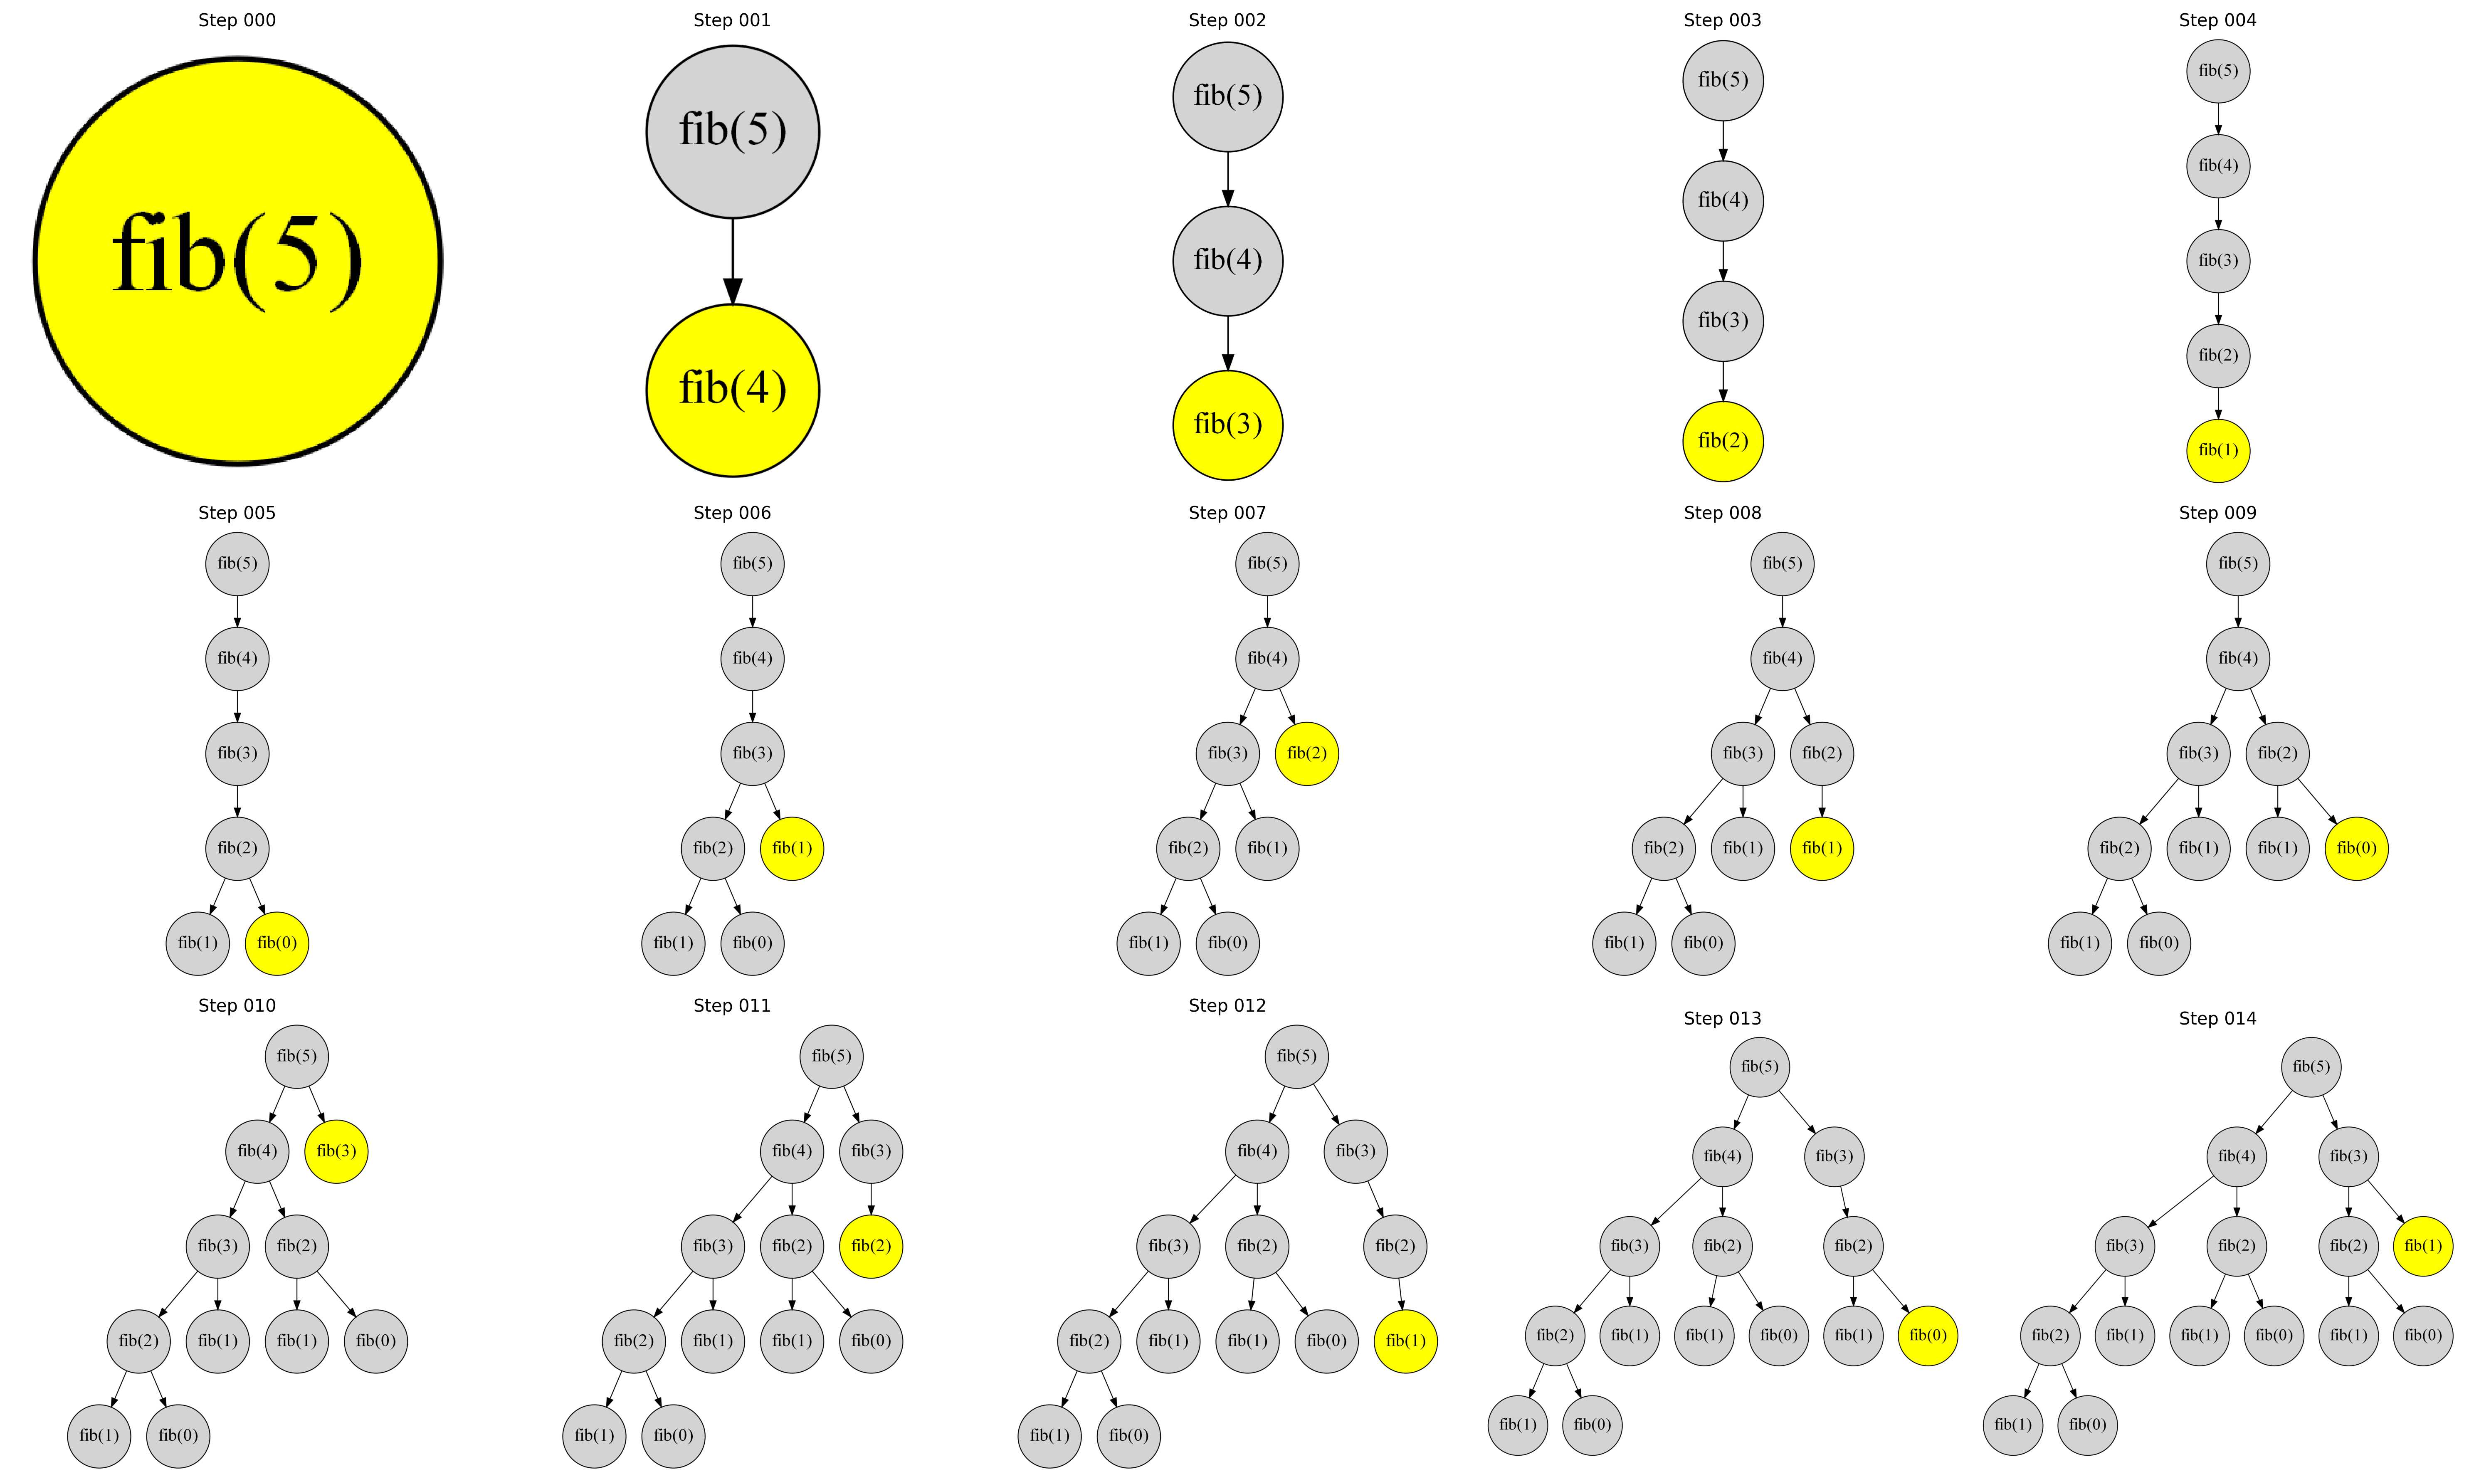 Step 000
fib(5)
Step 001
fib(5)
fib(4)
Step 002
fib(5)
fib(4)
fib(3)
Step 003
fib(5)
fib(4)
fib(3)
fib(2)
Step 004
fib(5)
fib(4)
fib(3)
fib(2)
fib(1)
Step 005
fib(5)
fib(4)
fib(3)
fib(2)
fib(1) fib(0)
Step 006
fib(5)
fib(4)
fib(3)
fib(2) fib(1)
fib(1) fib(0)
Step 007
fib(5)
fib(4)
fib(3) fib(2)
fib(2) fib(1)
fib(1) fib(0)
Step 008
fib(5)
fib(4)
fib(3) fib(2)
fib(2) fib(1) fib(1)
fib(1) fib(0)
Step 009
fib(5)
fib(4)
fib(3) fib(2)
fib(2) fib(1) fib(1) fib(0)
fib(1) fib(0)
Step 010
fib(5)
fib(4) fib(3)
fib(3) fib(2)
fib(2) fib(1) fib(1) fib(0)
fib(1) fib(0)
Step 011
fib(5)
fib(4) fib(3)
fib(3) fib(2) fib(2)
fib(2) fib(1) fib(1) fib(0)
fib(1) fib(0)
Step 012
fib(5)
fib(4) fib(3)
fib(3) fib(2) fib(2)
fib(2) fib(1) fib(1) fib(0) fib(1)
fib(1) fib(0)
Step 013
fib(5)
fib(4) fib(3)
fib(3) fib(2) fib(2)
fib(2) fib(1) fib(1) fib(0) fib(1) fib(0)
fib(1) fib(0)
Step 014
fib(5)
fib(4) fib(3)
fib(3) fib(2) fib(2) fib(1)
fib(2) fib(1) fib(1) fib(0) fib(1) fib(0)
fib(1) fib(0)